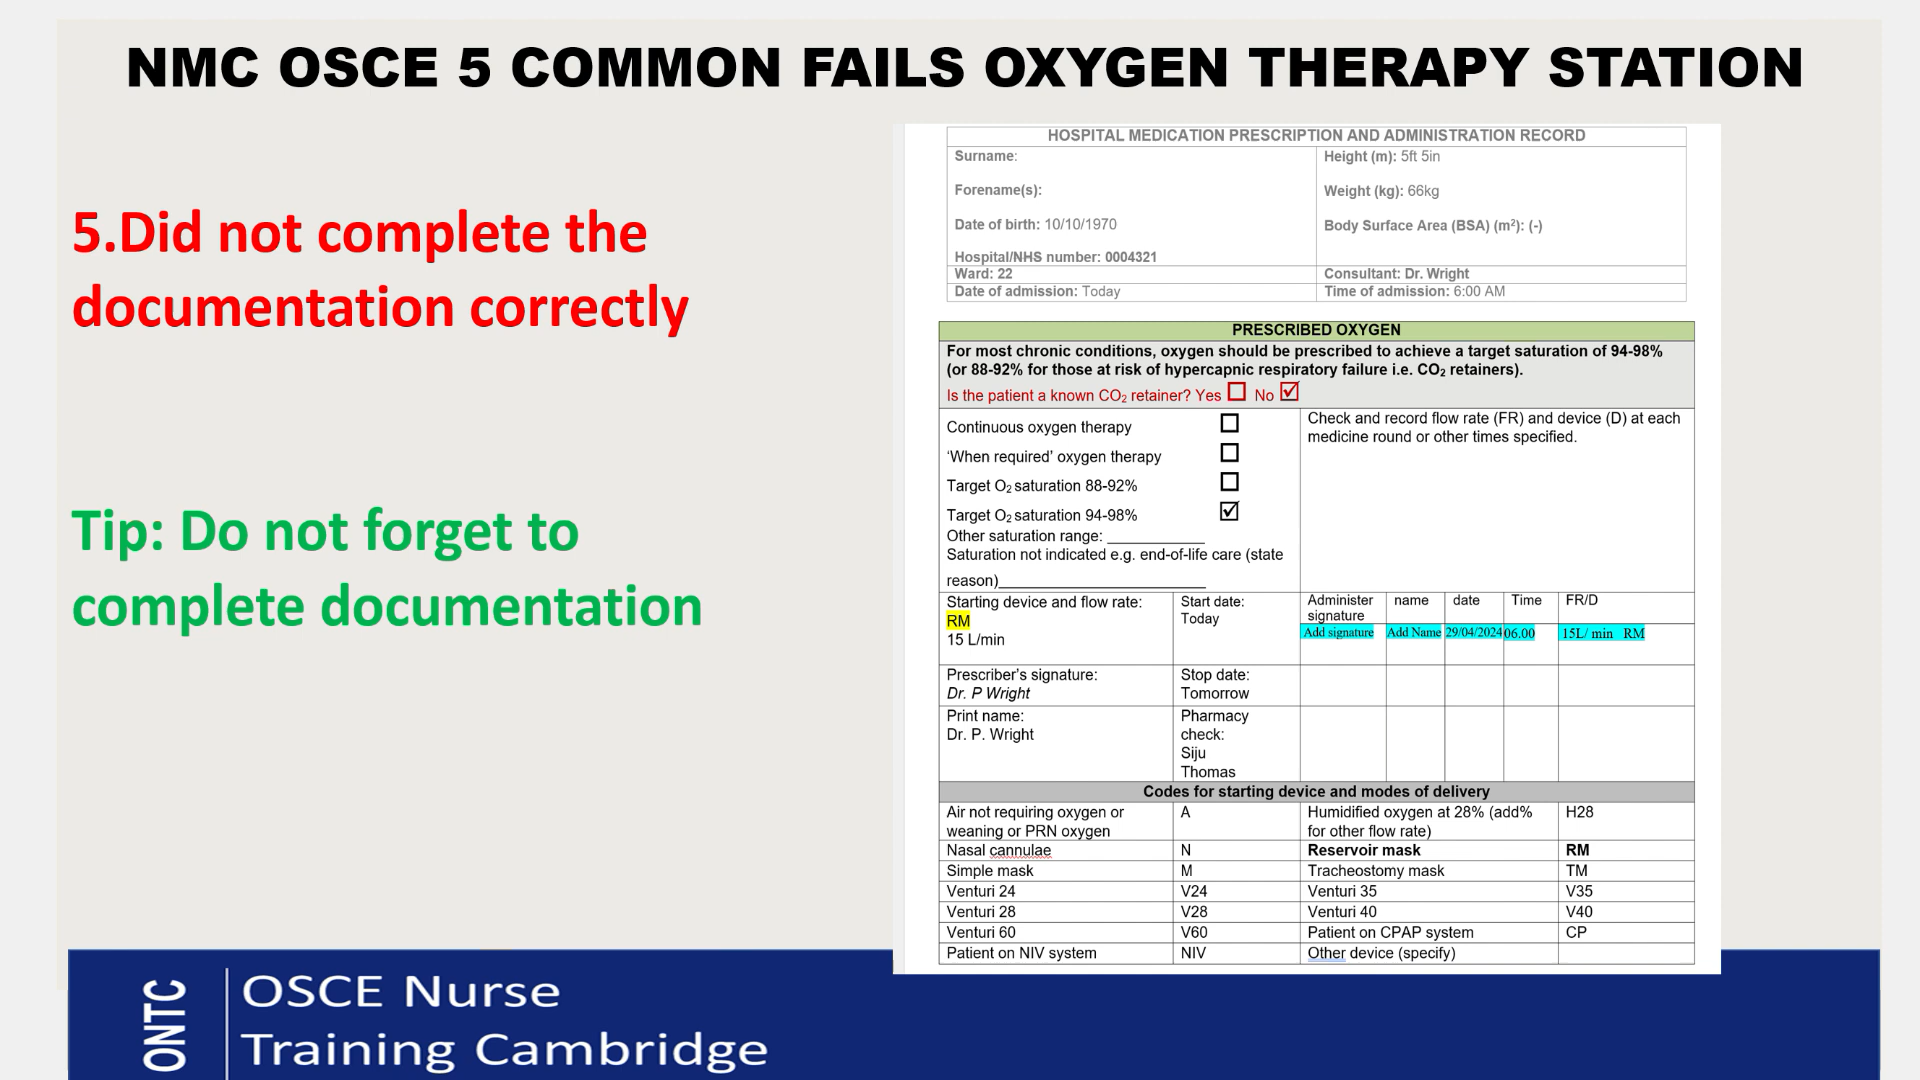 NMC OSCE 5 COMMON FAILS OXYGEN THERAPY STATION
5.Did not complete the
documentation correctly
Tip: Do not forget to
complete documentation
HOSPITAL MEDICATION PRESCRIPTION AND ADMINISTRATION RECORD
Surname:
Height (m): 5ft 5in
Forename(s):
Weight (kg): 66kg
Date of birth: 10/10/1970
Body Surface Area (BSA) (m²): (-)
Hospital/NHS number: 0004321
Ward: 22
Consultant: Dr. Wright
Date of admission: Today
Time of admission: 6:00 AM
PRESCRIBED OXYGEN
For most chronic conditions, oxygen should be prescribed to achieve a target saturation of 94-98%
(or 88-92% for those at risk of hypercapnic respiratory failure i.e. CO₂ retainers).
Is the patient a known CO₂ retainer? Yes ☐ No ☑
Continuous oxygen therapy ☐
‘When required’ oxygen therapy ☐
Target O₂ saturation 88-92% ☐
Target O₂ saturation 94-98% ☑
Other saturation range: ____________
Saturation not indicated e.g. end-of-life care (state
reason)__________________________
Check and record flow rate (FR) and device (D) at each
medicine round or other times specified.
Starting device and flow rate:
RM
15 L/min
Start date:
Today
Administer
signature
name
date
Time
FR/D
Add signature
Add Name
29/04/2024
06.00
15L/ min RM
Prescriber’s signature:
Dr. P Wright
Stop date:
Tomorrow
Print name:
Dr. P. Wright
Pharmacy
check:
Siju
Thomas
Codes for starting device and modes of delivery
Air not requiring oxygen or
weaning or PRN oxygen
A
Humidified oxygen at 28% (add%
for other flow rate)
H28
Nasal cannulae N Reservoir mask RM
Simple mask M Tracheostomy mask TM
Venturi 24 V24 Venturi 35 V35
Venturi 28 V28 Venturi 40 V40
Venturi 60 V60 Patient on CPAP system CP
Patient on NIV system NIV Other device (specify)
ONTC
OSCE Nurse
Training Cambridge